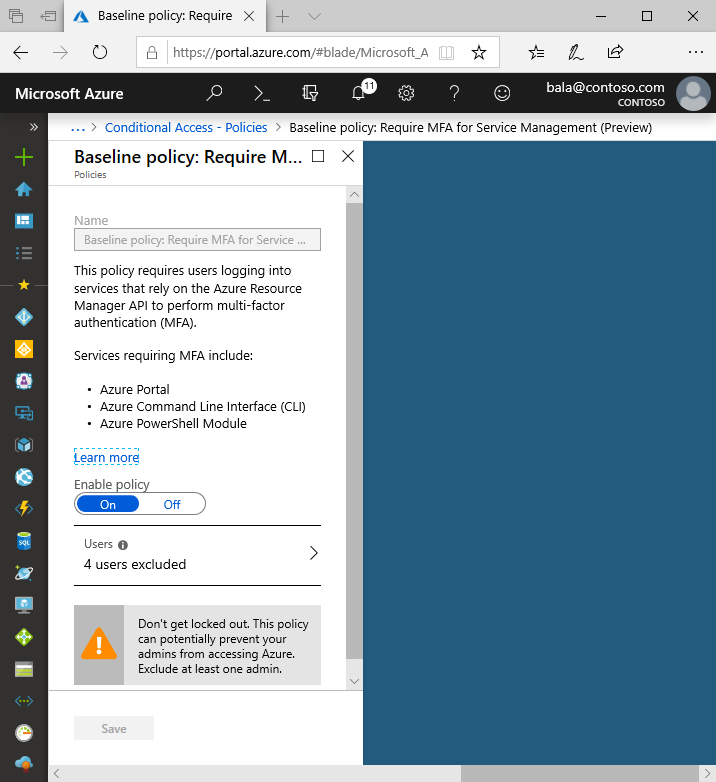 Baseline policy: Require
https://portal.azure.com/#blade/Microsoft_A
Microsoft Azure
11
bala@contoso.com
CONTOSO
... > Conditional Access - Policies > Baseline policy: Require MFA for Service Management (Preview)
Baseline policy: Require M...
Policies
Name
Baseline policy: Require MFA for Service ...
This policy requires users logging into
services that rely on the Azure Resource
Manager API to perform multi-factor
authentication (MFA).
Services requiring MFA include:
• Azure Portal
• Azure Command Line Interface (CLI)
• Azure PowerShell Module
Learn more
Enable policy
On Off
Users
4 users excluded
Don't get locked out. This policy
can potentially prevent your
admins from accessing Azure.
Exclude at least one admin.
Save
SQL